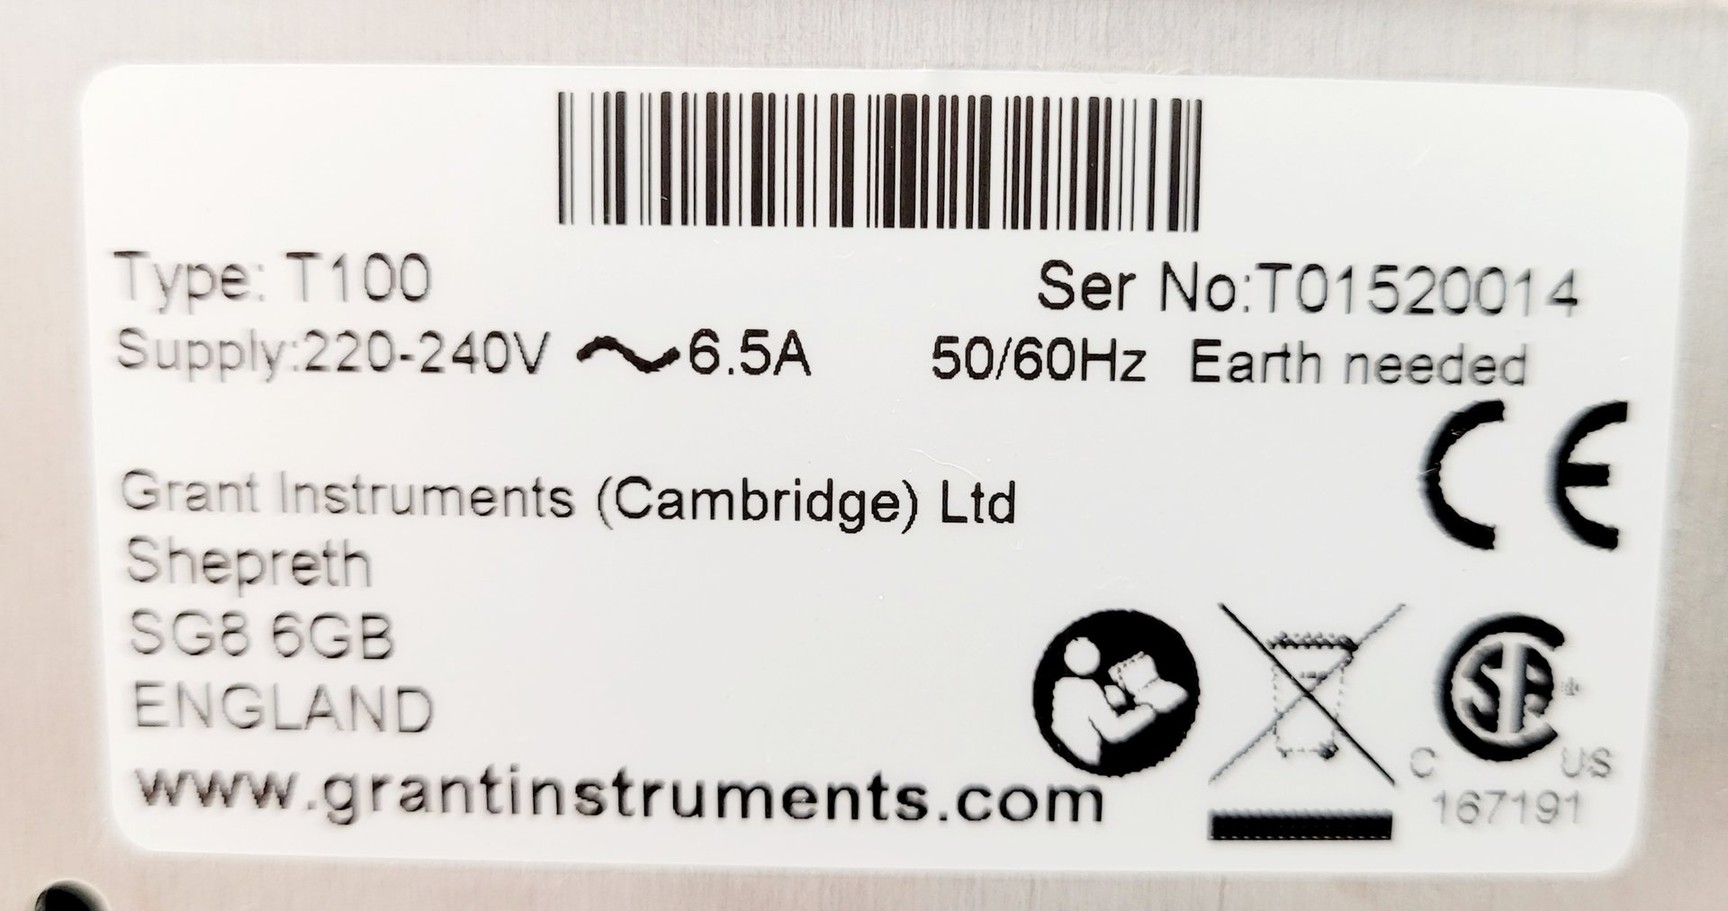 Type: T100
Ser No:T01520014
Supply:220-240V ~6.5A 50/60Hz Earth needed
CE
Grant Instruments (Cambridge) Ltd
Shepreth
SG8 6GB
ENGLAND
www.grantinstruments.com
SA
C US
167191